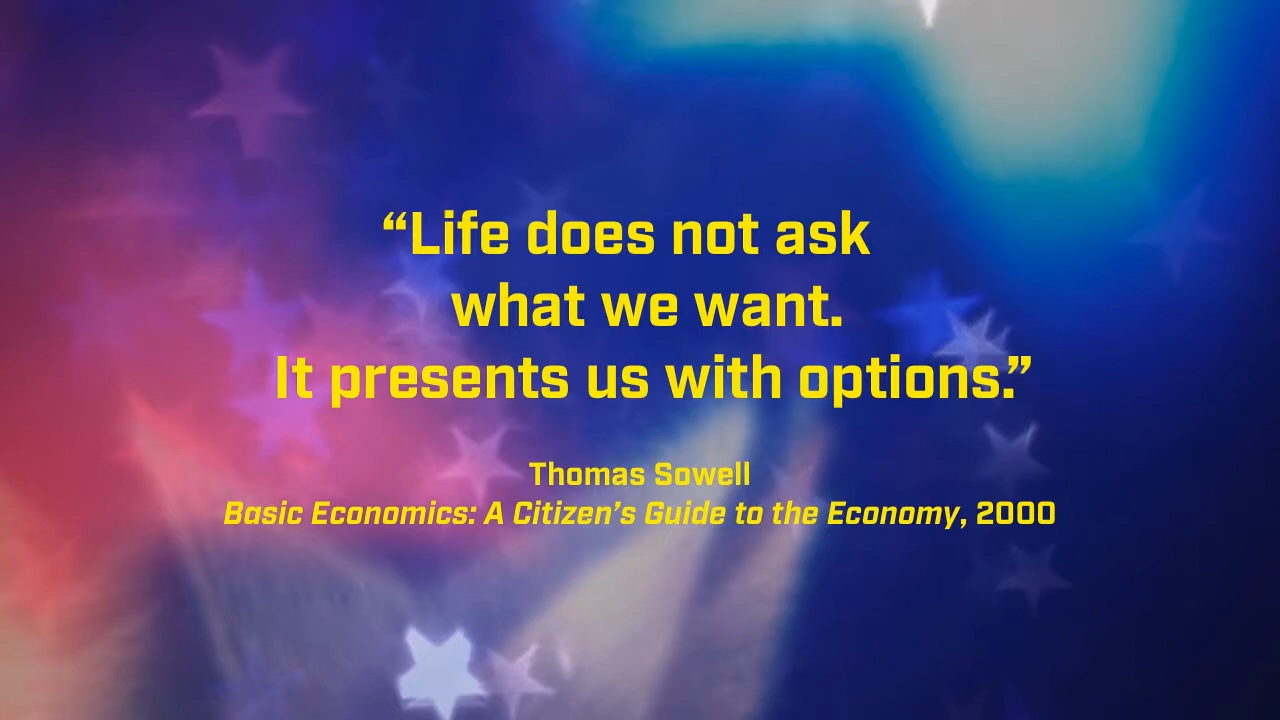 “Life does not ask
what we want.
It presents us with options.”
Thomas Sowell
Basic Economics: A Citizen’s Guide to the Economy, 2000